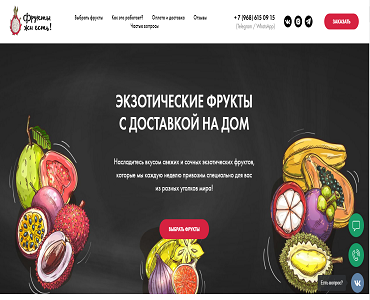 Фрукты
жи есть!
Выбрать фрукты Как это работает? Оплата и доставка Отзывы
Частые вопросы
+7 (968) 615 09 15
(Telegram / WhatsApp)
ЗАКАЗАТЬ
ЭКЗОТИЧЕСКИЕ ФРУКТЫ
С ДОСТАВКОЙ НА ДОМ
Насладитесь вкусом свежих и сочных экзотических фруктов,
которые мы каждую неделю привозим специально для вас
из разных уголков мира!
ВЫБРАТЬ ФРУКТЫ
Есть вопрос?